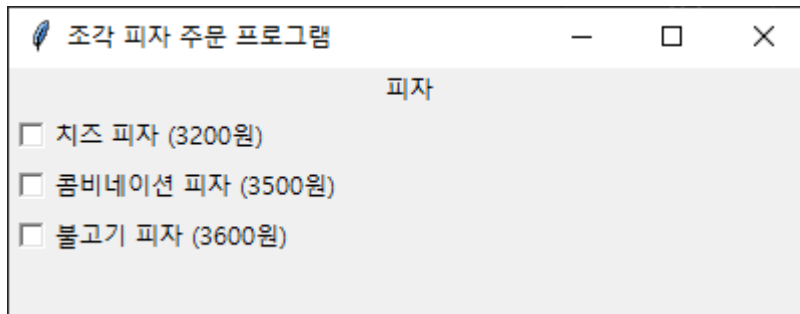 조각 피자 주문 프로그램
피자
치즈 피자 (3200원)
콤비네이션 피자 (3500원)
불고기 피자 (3600원)